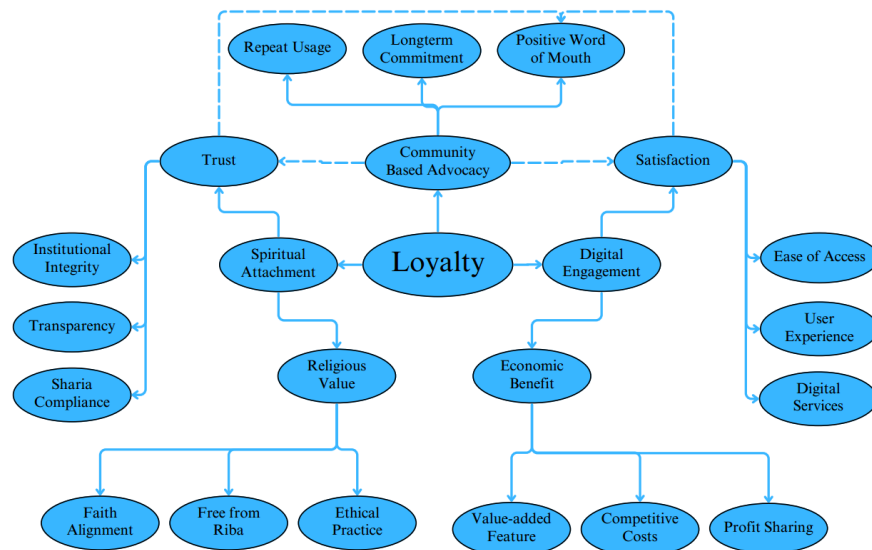 Repeat Usage
Longterm
Commitment
Positive Word
of Mouth
Trust
Community
Based Advocacy
Satisfaction
Institutional
Integrity
Spiritual
Attachment
Loyalty
Digital
Engagement
Ease of Access
Transparency
User
Experience
Religious
Value
Economic
Benefit
Sharia
Compliance
Digital
Services
Faith
Alignment
Free from
Riba
Ethical
Practice
Value-added
Feature
Competitive
Costs
Profit Sharing